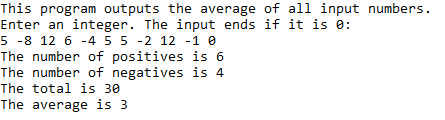 This program outputs the average of all input numbers.
Enter an integer. The input ends if it is 0:
5 -8 12 6 -4 5 5 -2 12 -1 0
The number of positives is 6
The number of negatives is 4
The total is 30
The average is 3